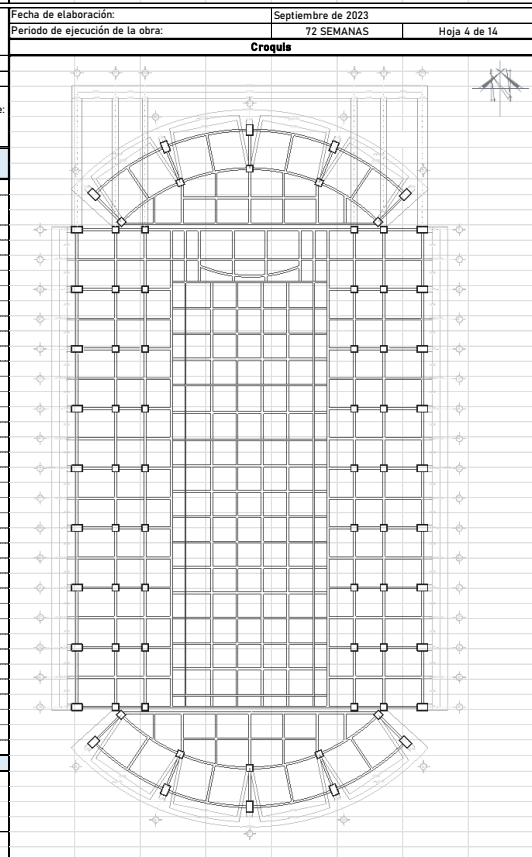 Fecha de elaboración: Septiembre de 2023
Periodo de ejecución de la obra: 72 SEMANAS Hoja 4 de 14
Croquis
e: